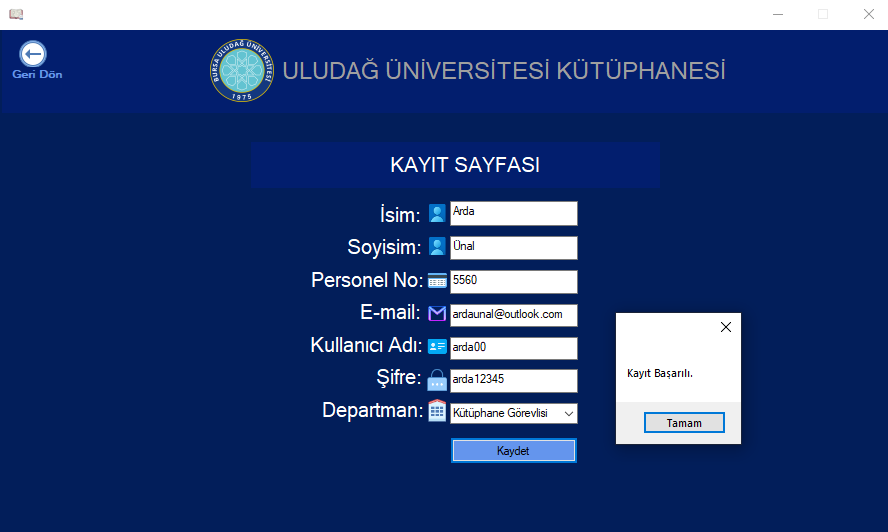 Geri Dön
BURSA ULUDAĞ ÜNİVERSİTESİ
1975
ULUDAĞ ÜNİVERSİTESİ KÜTÜPHANESİ
KAYIT SAYFASI
İsim: Arda
Soyisim: Ünal
Personel No: 5560
E-mail: ardaunal@outlook.com
Kullanıcı Adı: arda00
Şifre: arda12345
Departman: Kütüphane Görevlisi
Kaydet
Kayıt Başarılı.
Tamam